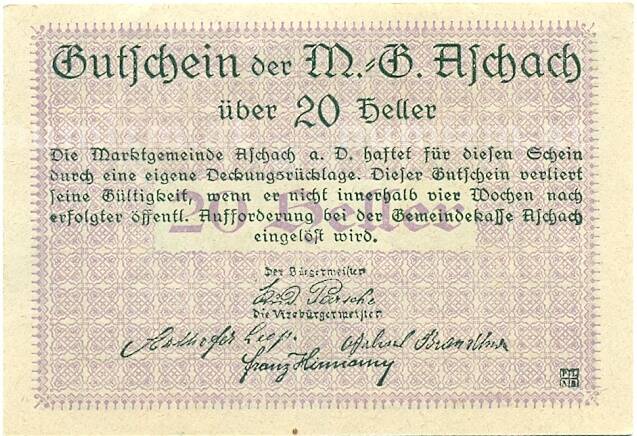 Gutschein der M.-G. Aschach
über 20 Heller
Die Marktgemeinde Aschach a. D. haftet für diesen Schein
durch eine eigene Deckungsrücklage. Dieser Gutschein verliert
seine Gültigkeit, wenn er nicht innerhalb vier Wochen nach
erfolgter öffentl. Aufforderung bei der Gemeindekasse Aschach
eingelöst wird.
20 Heller
Der Bürgermeister
die Vizebürgermeister
Franz Hinmamy